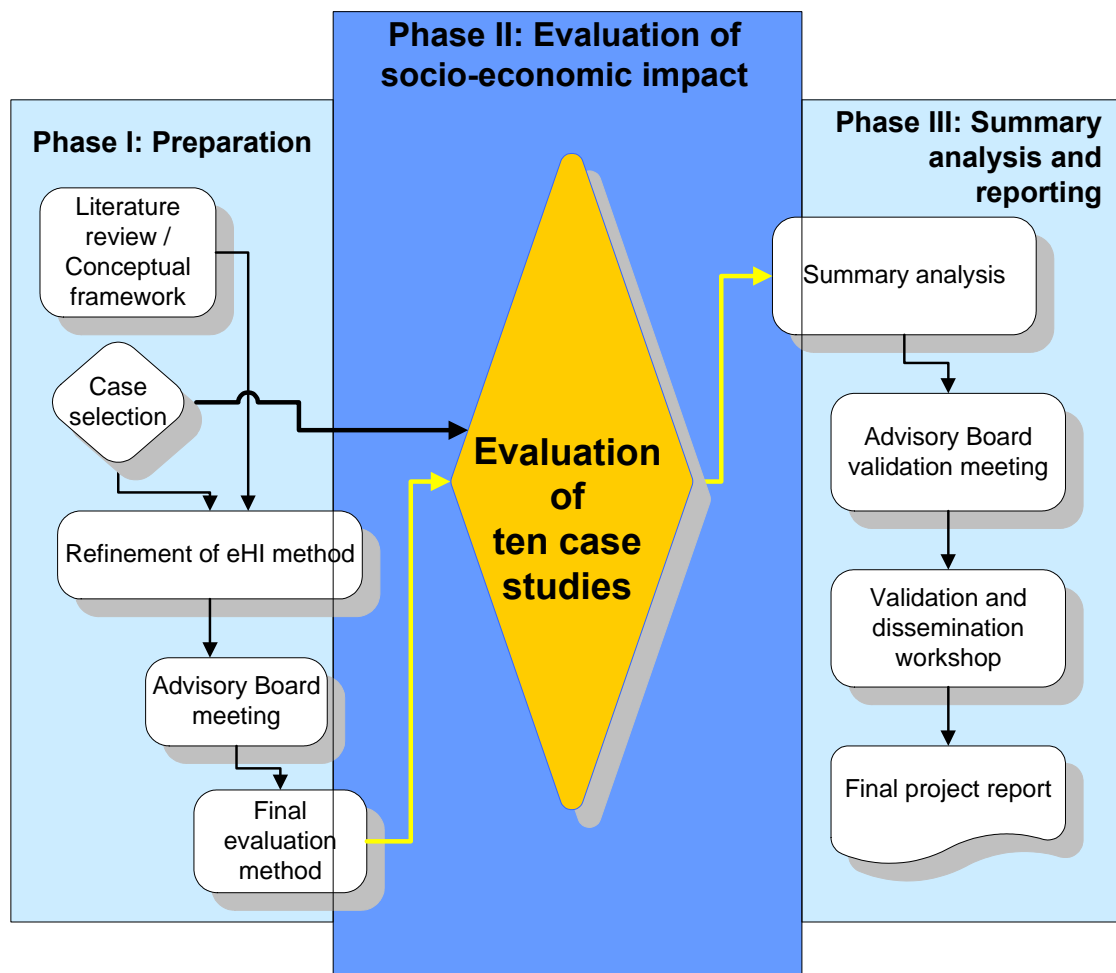 Phase I: Preparation
Literature
review /
Conceptual
framework
Case
selection
Refinement of eHI method
Advisory Board
meeting
Final
evaluation
method
Phase II: Evaluation of
socio-economic impact
Evaluation
of
ten case
studies
Phase III: Summary
analysis and
reporting
Summary analysis
Advisory Board
validation meeting
Validation and
dissemination
workshop
Final project report